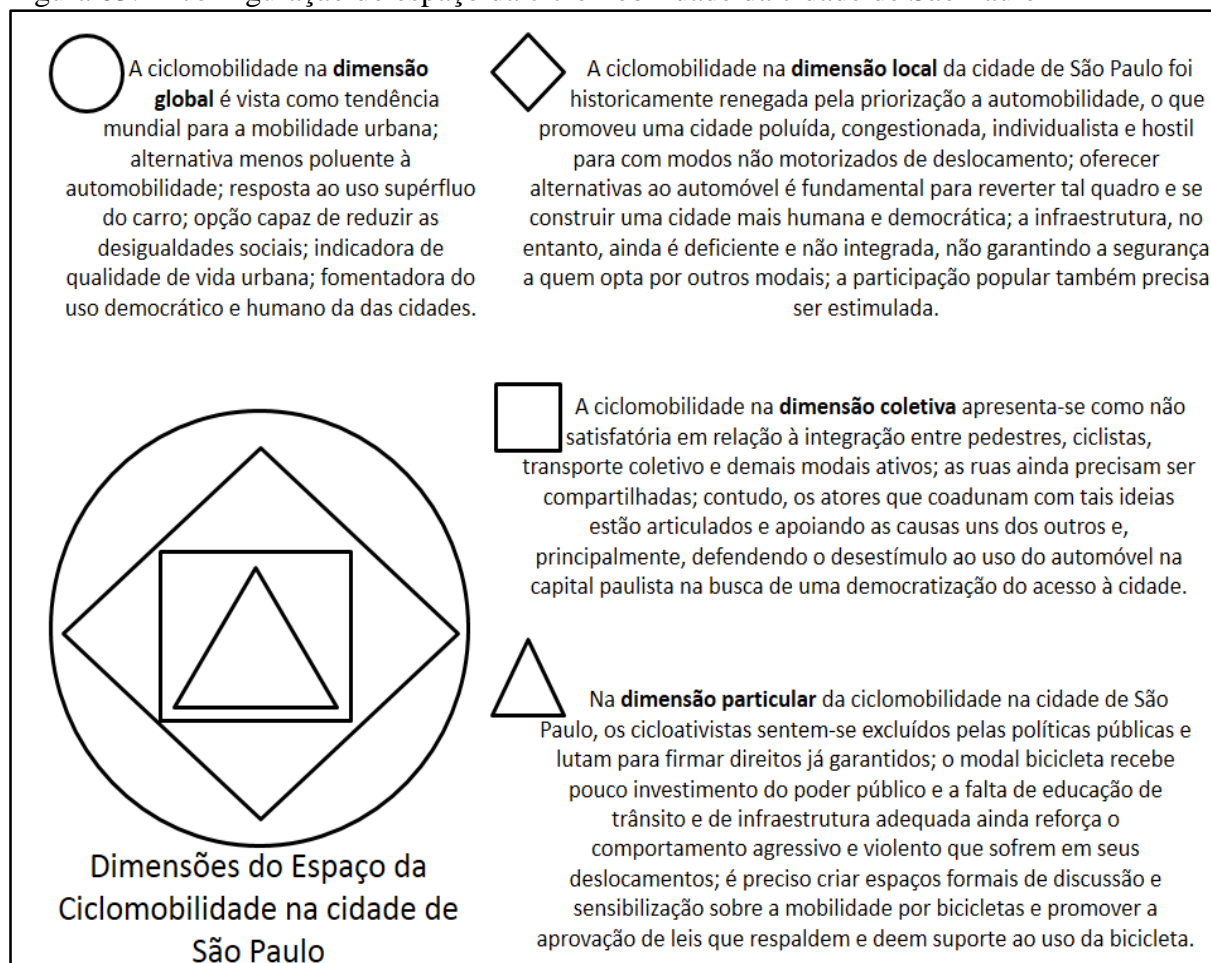 A ciclomobilidade na dimensão
global é vista como tendência
mundial para a mobilidade urbana;
alternativa menos poluente à
automobilidade; resposta ao uso supérfluo
do carro; opção capaz de reduzir as
desigualdades sociais; indicadora de
qualidade de vida urbana; fomentadora do
uso democrático e humano da das cidades.
A ciclomobilidade na dimensão local da cidade de São Paulo foi
historicamente renegada pela priorização a automobilidade, o que
promoveu uma cidade poluída, congestionada, individualista e hostil
para com modos não motorizados de deslocamento; oferecer
alternativas ao automóvel é fundamental para reverter tal quadro e se
construir uma cidade mais humana e democrática; a infraestrutura, no
entanto, ainda é deficiente e não integrada, não garantindo a segurança
a quem opta por outros modais; a participação popular também precisa
ser estimulada.
A ciclomobilidade na dimensão coletiva apresenta-se como não
satisfatória em relação à integração entre pedestres, ciclistas,
transporte coletivo e demais modais ativos; as ruas ainda precisam ser
compartilhadas; contudo, os atores que coadunam com tais ideias
estão articulados e apoiando as causas uns dos outros e,
principalmente, defendendo o desestímulo ao uso do automóvel na
capital paulista na busca de uma democratização do acesso à cidade.
Na dimensão particular da ciclomobilidade na cidade de São
Paulo, os cicloativistas sentem-se excluídos pelas políticas públicas e
lutam para firmar direitos já garantidos; o modal bicicleta recebe
pouco investimento do poder público e a falta de educação de
trânsito e de infraestrutura adequada ainda reforça o
comportamento agressivo e violento que sofrem em seus
deslocamentos; é preciso criar espaços formais de discussão e
sensibilização sobre a mobilidade por bicicletas e promover a
aprovação de leis que respaldem e deem suporte ao uso da bicicleta.
Dimensões do Espaço da
Ciclomobilidade na cidade de
São Paulo